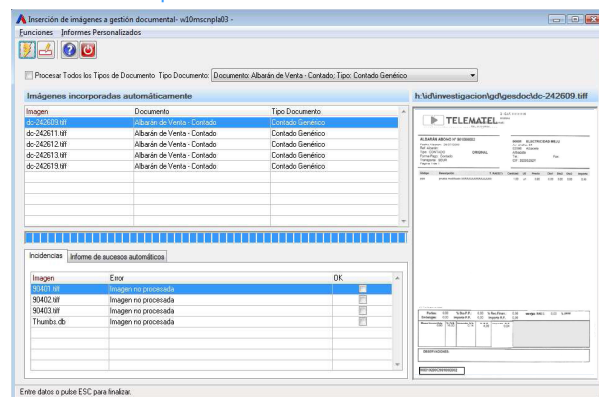 Inserción de imágenes a gestión documental- w10mscnpla03 -
Funciones Informes Personalizados
Procesar Todos los Tipos de Documento Tipo Documento: Documento: Albarán de Venta - Contado; Tipo: Contado Genérico
Imágenes incorporadas automáticamente
h:\id\investigacion\gd\gesdoc\dc-242609.tiff
Imagen Documento Tipo Documento
dc-242609.tiff Albarán de Venta - Contado Contado Genérico
dc-242611.tiff Albarán de Venta - Contado Contado Genérico
dc-242612.tiff Albarán de Venta - Contado Contado Genérico
dc-242613.tiff Albarán de Venta - Contado Contado Genérico
dc-242619.tiff Albarán de Venta - Contado Contado Genérico
TELEMATEL
ORIGINAL
Incidencias Informe de sucesos automáticos
Imagen Error OK
90401.tiff Imagen no procesada
90402.tiff Imagen no procesada
90403.tiff Imagen no procesada
Thumbs.db Imagen no procesada
Entre datos o pulse ESC para finalizar.